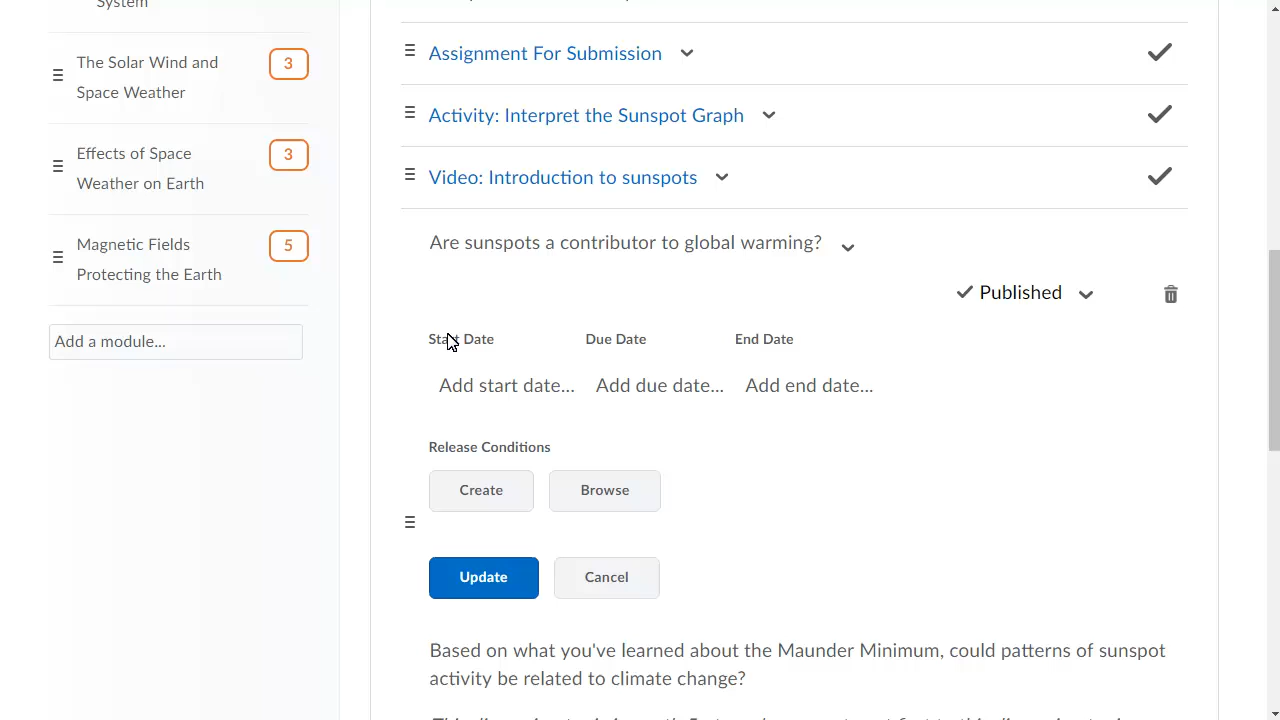 System
The Solar Wind and
Space Weather
3
Effects of Space
Weather on Earth
3
Magnetic Fields
Protecting the Earth
5
Add a module...
Assignment For Submission
Activity: Interpret the Sunspot Graph
Video: Introduction to sunspots
Are sunspots a contributor to global warming?
Published
Start Date Due Date End Date
Add start date... Add due date... Add end date...
Release Conditions
Create Browse
Update Cancel
Based on what you've learned about the Maunder Minimum, could patterns of sunspot
activity be related to climate change?